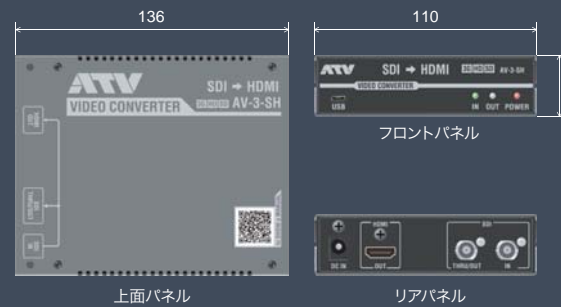 136
110
ATV
SDI ➡ HDMI
VIDEO CONVERTER 3G/HD/SD AV-3-SH
ATV SDI ➡ HDMI 3G/HD/SD AV-3-SH
VIDEO CONVERTER
USB
IN OUT POWER
フロントパネル
HDMI
SDI
DC IN
OUT
THRU/OUT
IN
上面パネル
リアパネル